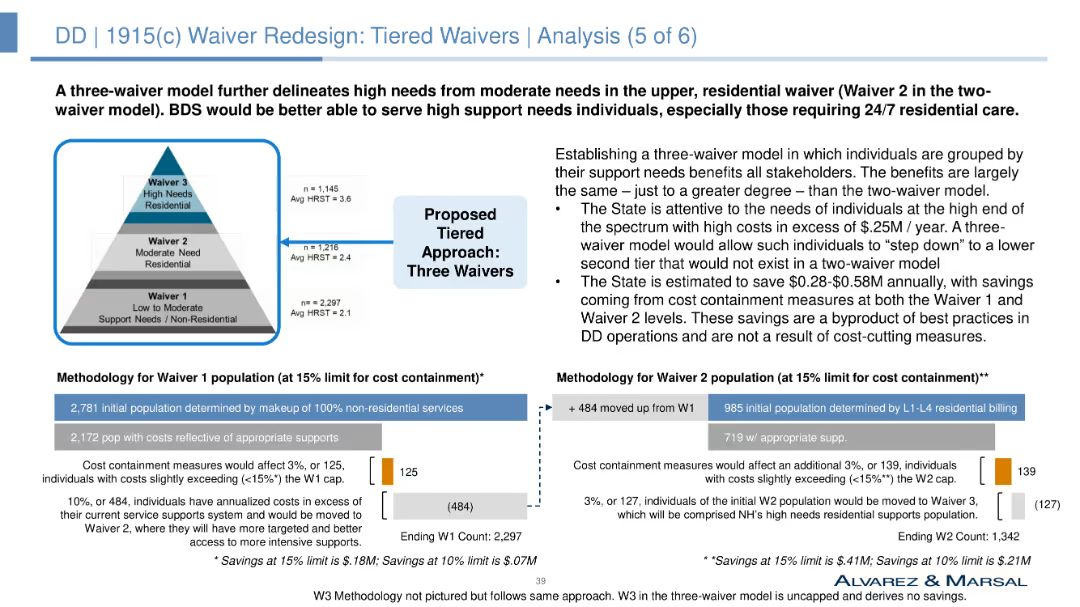 DD | 1915(c) Waiver Redesign: Tiered Waivers | Analysis (5 of 6)
A three-waiver model further delineates high needs from moderate needs in the upper, residential waiver (Waiver 2 in the two-
waiver model). BDS would be better able to serve high support needs individuals, especially those requiring 24/7 residential care.
Waiver 3
High Needs
Residential
n = 1,145
Avg HRST = 3.6
Waiver 2
Moderate Need
Residential
n = 1,216
Avg HRST = 2.4
Waiver 1
Low to Moderate
Support Needs / Non-Residential
n= = 2,297
Avg HRST = 2.1
Proposed
Tiered
Approach:
Three Waivers
Establishing a three-waiver model in which individuals are grouped by
their support needs benefits all stakeholders. The benefits are largely
the same – just to a greater degree – than the two-waiver model.
• The State is attentive to the needs of individuals at the high end of
the spectrum with high costs in excess of $.25M / year. A three-
waiver model would allow such individuals to “step down” to a lower
second tier that would not exist in a two-waiver model
• The State is estimated to save $0.28-$0.58M annually, with savings
coming from cost containment measures at both the Waiver 1 and
Waiver 2 levels. These savings are a byproduct of best practices in
DD operations and are not a result of cost-cutting measures.
Methodology for Waiver 1 population (at 15% limit for cost containment)*
2,781 initial population determined by makeup of 100% non-residential services
2,172 pop with costs reflective of appropriate supports
Cost containment measures would affect 3%, or 125,
individuals with costs slightly exceeding (<15%*) the W1 cap.
125
10%, or 484, individuals have annualized costs in excess of
their current service supports system and would be moved to
Waiver 2, where they will have more targeted and better
access to more intensive supports.
(484)
Ending W1 Count: 2,297
* Savings at 15% limit is $.18M; Savings at 10% limit is $.07M
Methodology for Waiver 2 population (at 15% limit for cost containment)**
+ 484 moved up from W1
985 initial population determined by L1-L4 residential billing
719 w/ appropriate supp.
Cost containment measures would affect an additional 3%, or 139, individuals
with costs slightly exceeding (<15%**) the W2 cap.
139
3%, or 127, individuals of the initial W2 population would be moved to Waiver 3,
which will be comprised NH’s high needs residential supports population.
(127)
Ending W2 Count: 1,342
* *Savings at 15% limit is $.41M; Savings at 10% limit is $.21M
39
ALVAREZ & MARSAL
W3 Methodology not pictured but follows same approach. W3 in the three-waiver model is uncapped and derives no savings.